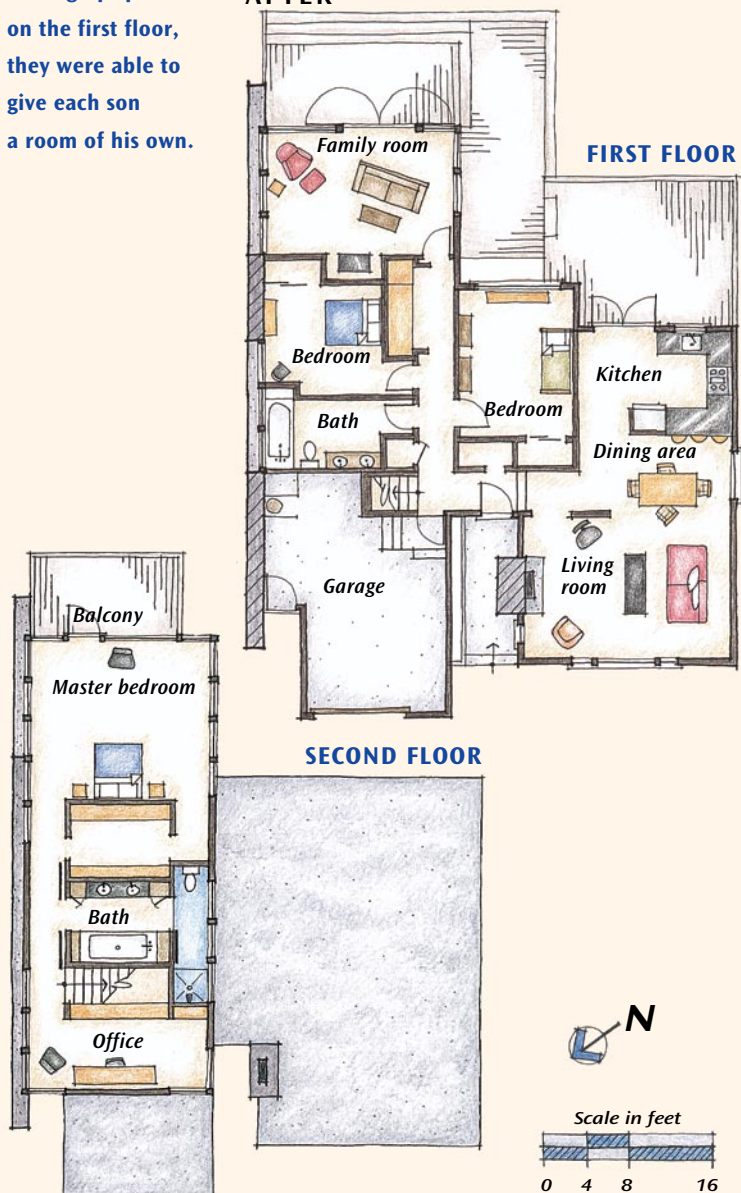 on the first floor,
they were able to
give each son
a room of his own.
AFTER
FIRST FLOOR
Family room
Bedroom
Bath
Bedroom
Kitchen
Dining area
Living
room
Garage
SECOND FLOOR
Balcony
Master bedroom
Bath
Office
N
Scale in feet
0 4 8 16